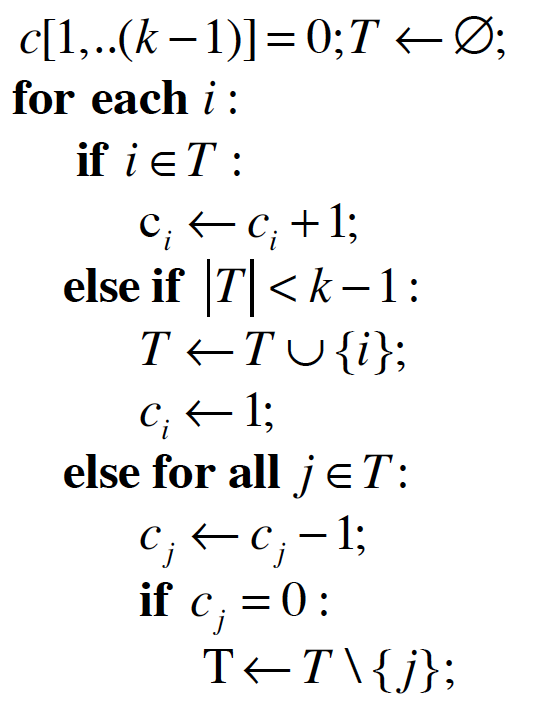 c[1,..(k − 1)] = 0; T ← ∅;
for each i :
if i ∈ T :
c_i ← c_i + 1;
else if |T| < k − 1 :
T ← T ∪ {i};
c_i ← 1;
else for all j ∈ T :
c_j ← c_j − 1;
if c_j = 0 :
T ← T \ {j};